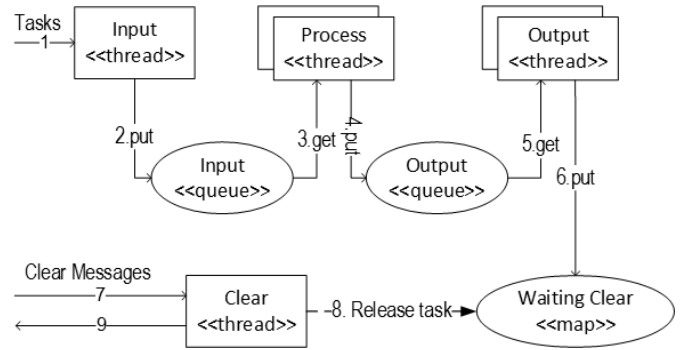 Tasks
1
Input
<<thread>>
Process
<<thread>>
Output
<<thread>>
2.put
3.get
4.put
5.get
6.put
Input
<<queue>>
Output
<<queue>>
Clear Messages
7
9
Clear
<<thread>>
8. Release task
Waiting Clear
<<map>>